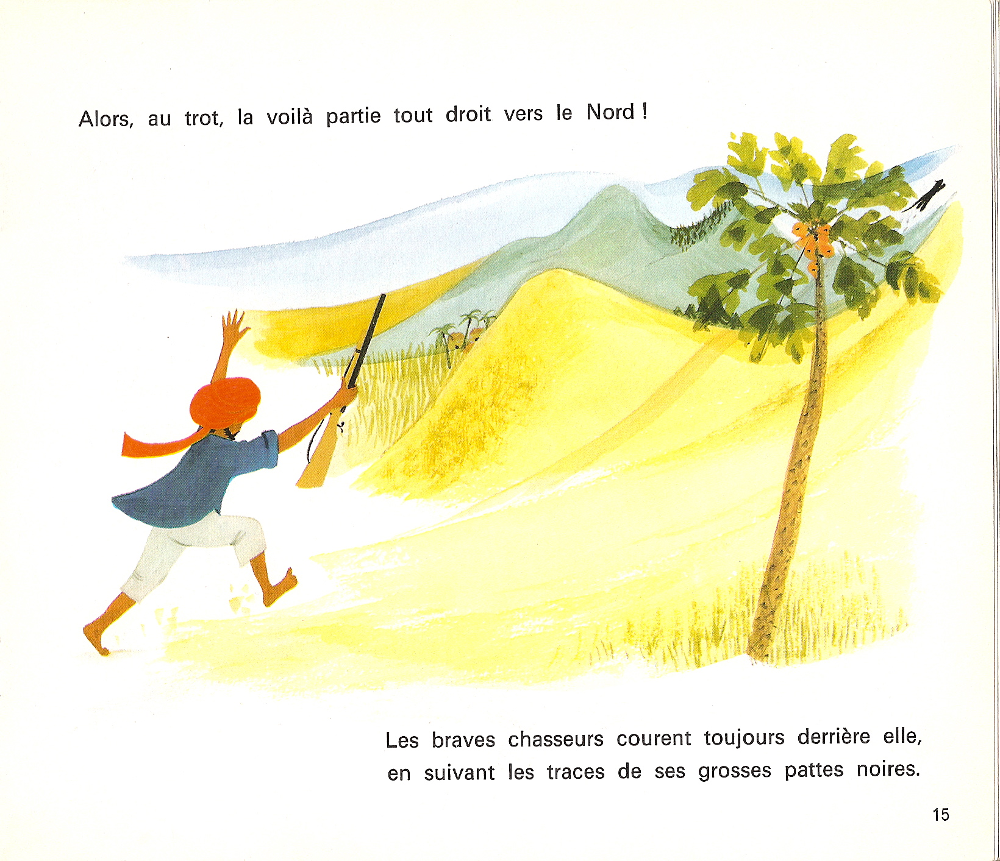 Alors, au trot, la voilà partie tout droit vers le Nord !
Les braves chasseurs courent toujours derrière elle,
en suivant les traces de ses grosses pattes noires.
15